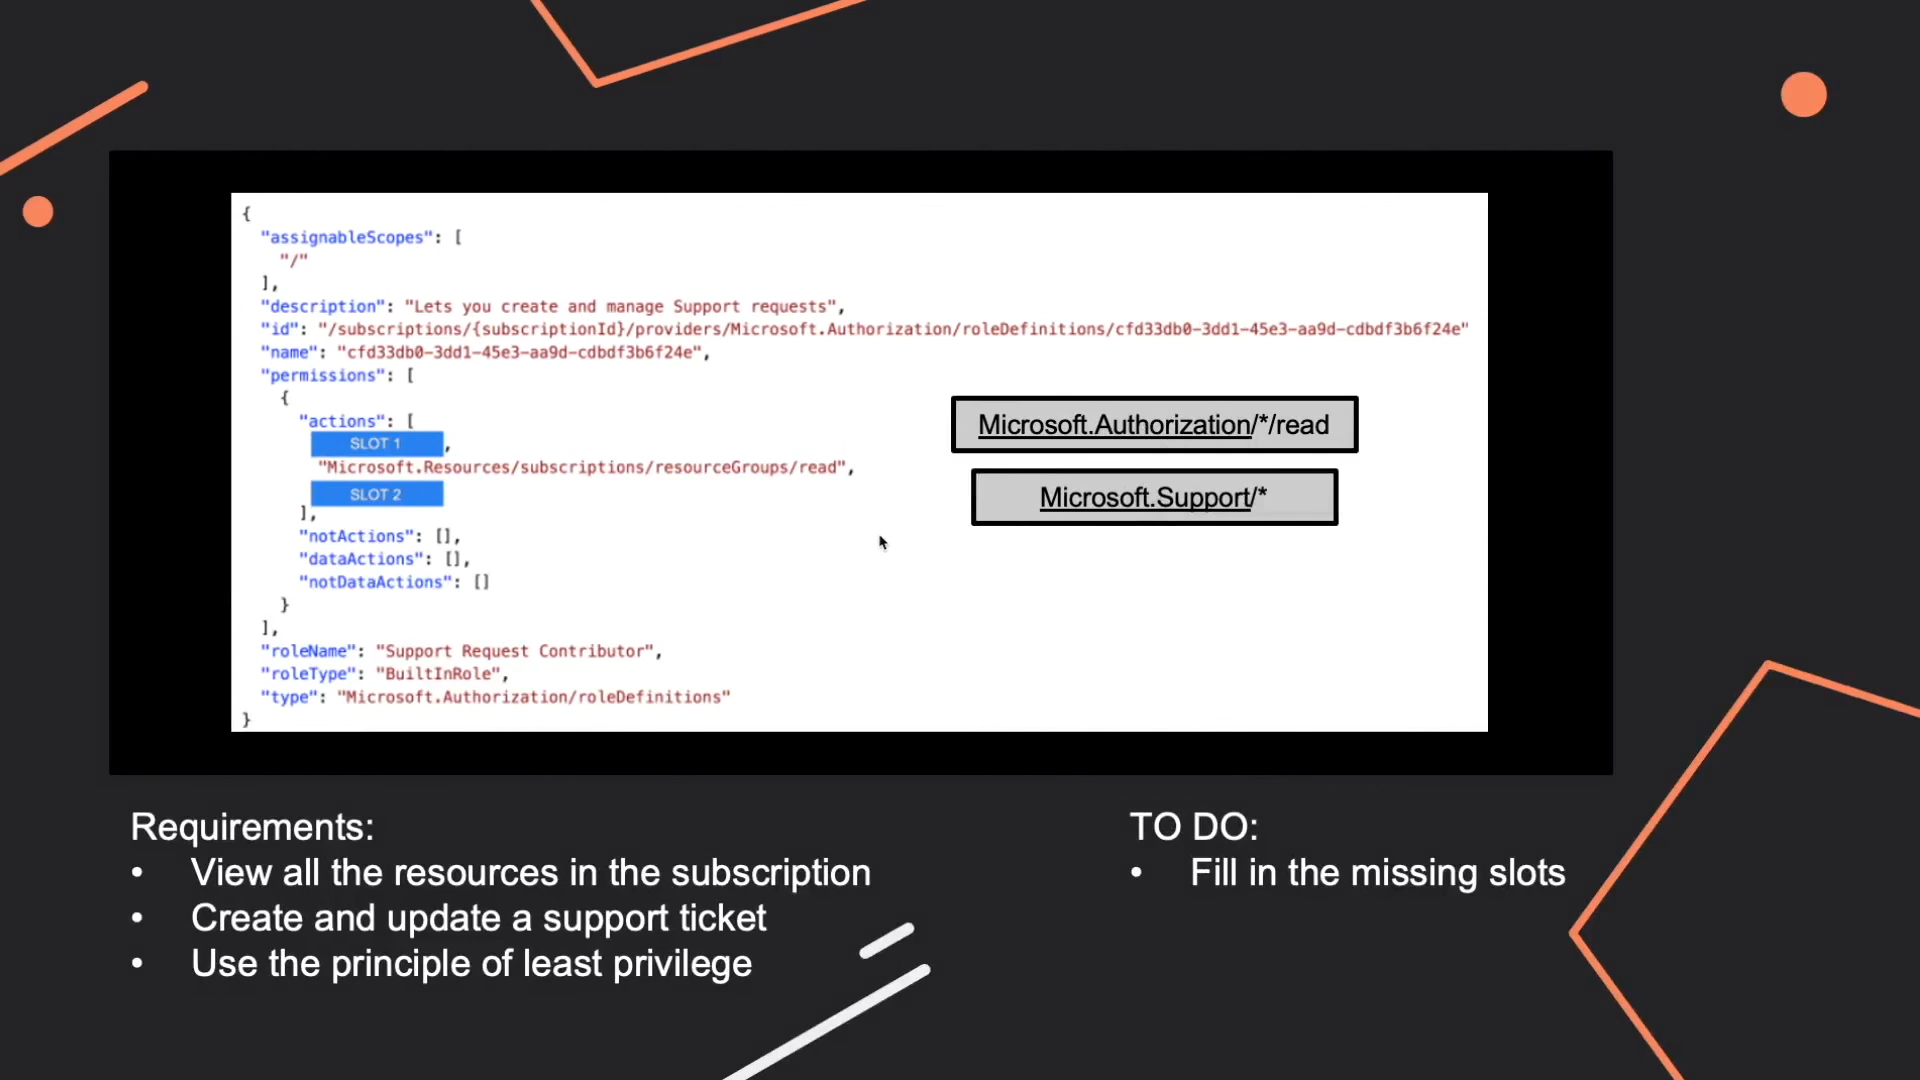 {
"assignableScopes": [
"/"
],
"description": "Lets you create and manage Support requests",
"id": "/subscriptions/{subscriptionId}/providers/Microsoft.Authorization/roleDefinitions/cfd33db0-3dd1-45e3-aa9d-cdbdf3b6f24e"
"name": "cfd33db0-3dd1-45e3-aa9d-cdbdf3b6f24e",
"permissions": [
{
"actions": [
SLOT 1 ,
"Microsoft.Resources/subscriptions/resourceGroups/read",
SLOT 2
],
"notActions": [],
"dataActions": [],
"notDataActions": []
}
],
"roleName": "Support Request Contributor",
"roleType": "BuiltInRole",
"type": "Microsoft.Authorization/roleDefinitions"
}
Microsoft.Authorization/*/read
Microsoft.Support/*
Requirements:
• View all the resources in the subscription
• Create and update a support ticket
• Use the principle of least privilege
TO DO:
• Fill in the missing slots